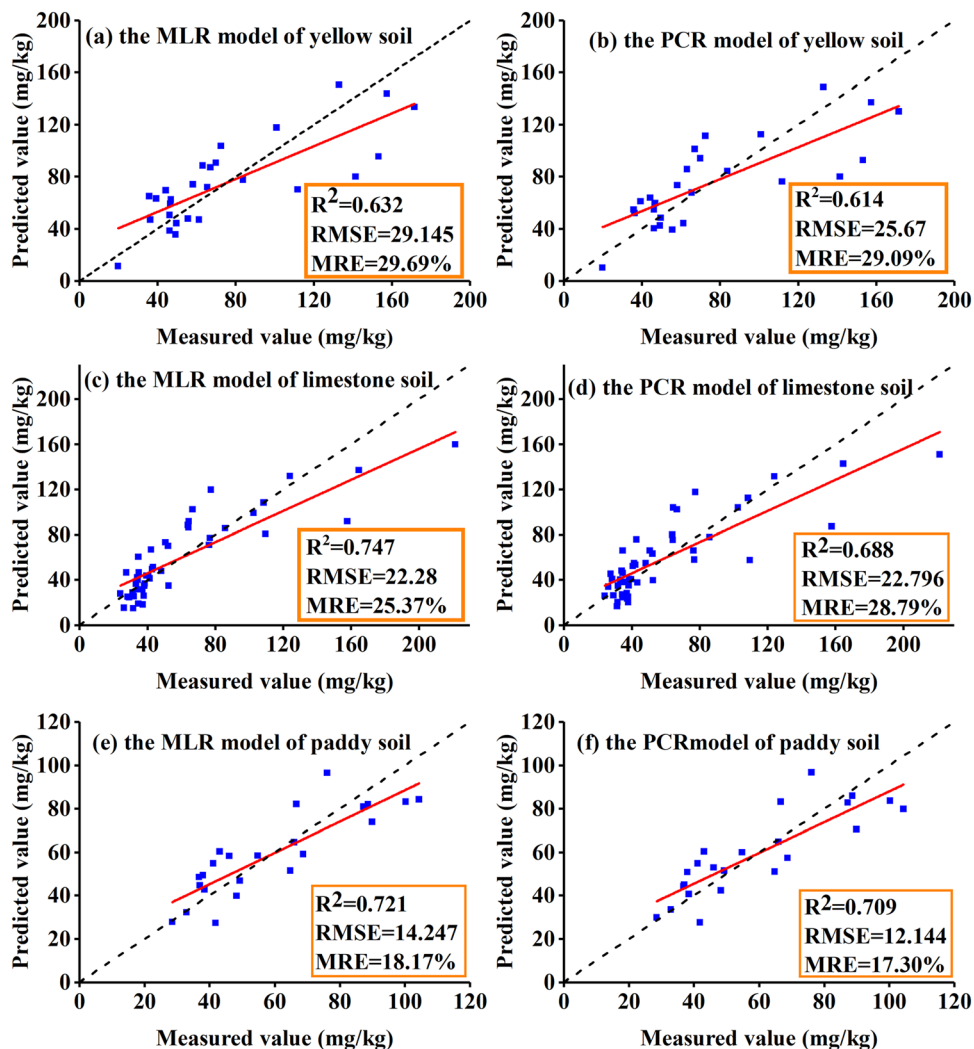 (a) the MLR model of yellow soil
R²=0.632
RMSE=29.145
MRE=29.69%
Predicted value (mg/kg)
200
160
120
80
40
0
0 40 80 120 160 200
Measured value (mg/kg)
(b) the PCR model of yellow soil
R²=0.614
RMSE=25.67
MRE=29.09%
Predicted value (mg/kg)
200
160
120
80
40
0
0 40 80 120 160 200
Measured value (mg/kg)
(c) the MLR model of limestone soil
R²=0.747
RMSE=22.28
MRE=25.37%
Predicted value (mg/kg)
200
160
120
80
40
0
0 40 80 120 160 200
Measured value (mg/kg)
(d) the PCR model of limestone soil
R²=0.688
RMSE=22.796
MRE=28.79%
Predicted value (mg/kg)
200
160
120
80
40
0
0 40 80 120 160 200
Measured value (mg/kg)
(e) the MLR model of paddy soil
R²=0.721
RMSE=14.247
MRE=18.17%
Predicted value (mg/kg)
120
100
80
60
40
20
0
0 20 40 60 80 100 120
Measured value (mg/kg)
(f) the PCRmodel of paddy soil
R²=0.709
RMSE=12.144
MRE=17.30%
Predicted value (mg/kg)
120
100
80
60
40
20
0
0 20 40 60 80 100 120
Measured value (mg/kg)